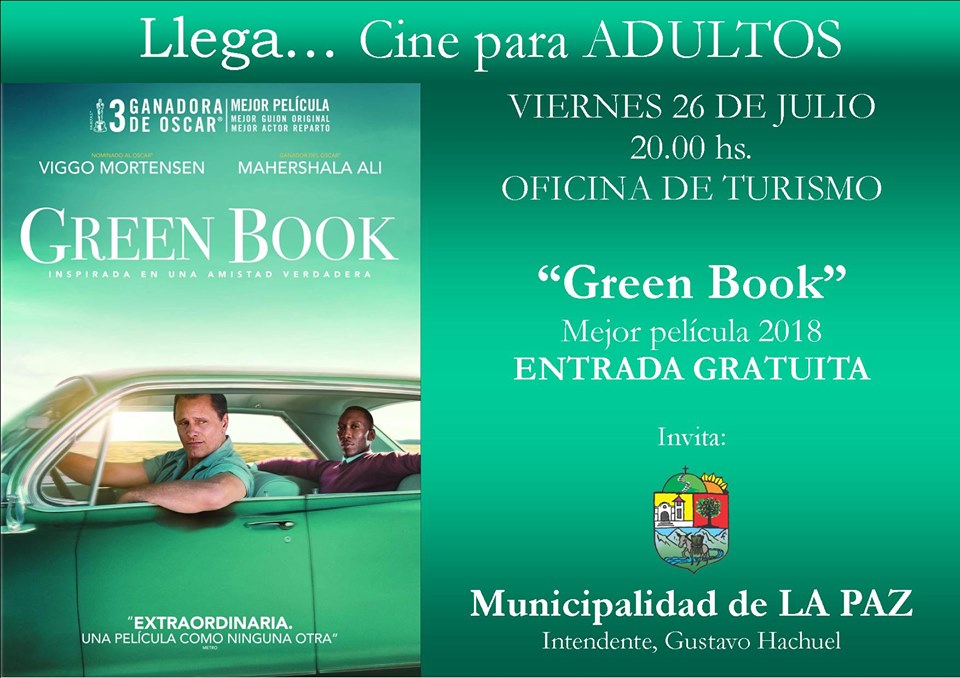 Llega... Cine para ADULTOS
3 GANADORA DE OSCAR®
MEJOR PELÍCULA
MEJOR GUION ORIGINAL
MEJOR ACTOR REPARTO
NOMINADO AL OSCAR®
VIGGO MORTENSEN
GANADOR DEL OSCAR®
MAHERSHALA ALI
GREEN BOOK
INSPIRADA EN UNA AMISTAD VERDADERA
"EXTRAORDINARIA.
UNA PELÍCULA COMO NINGUNA OTRA"
METRO
VIERNES 26 DE JULIO
20.00 hs.
OFICINA DE TURISMO
“Green Book”
Mejor película 2018
ENTRADA GRATUITA
Invita:
Municipalidad de LA PAZ
Intendente, Gustavo Hachuel